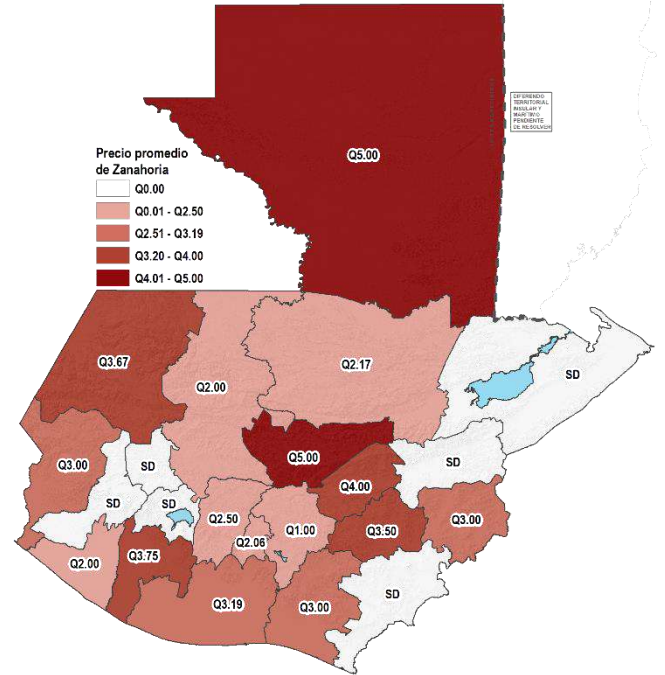 DIFERENDO
TERRITORIAL
INSULAR Y
MARÍTIMO
PENDIENTE
DE RESOLVER
Q5.00
Precio promedio
de Zanahoria
Q0.00
Q0.01 - Q2.50
Q2.51 - Q3.19
Q3.20 - Q4.00
Q4.01 - Q5.00
Q3.67
Q2.17
Q2.00
SD
Q5.00
SD
Q3.00
SD
Q4.00
SD
SD
Q2.50
Q1.00
Q3.50
Q3.00
Q2.06
Q3.75
Q2.00
SD
Q3.19
Q3.00